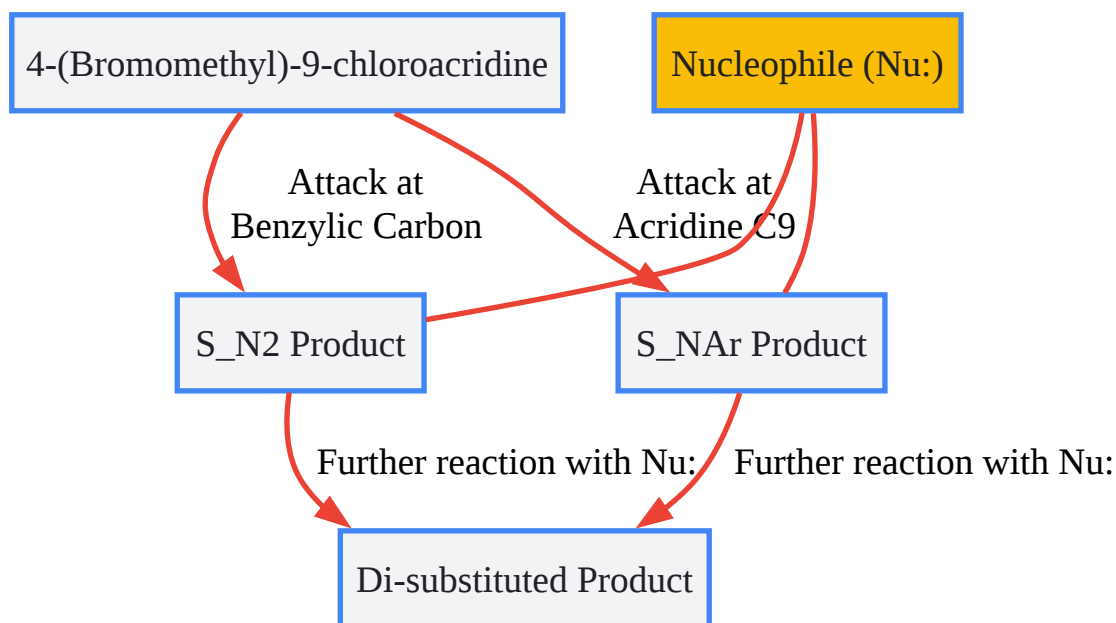 4-(Bromomethyl)-9-chloroacridine
Nucleophile (Nu:)
Attack at
Benzylic Carbon
Attack at
Acridine C9
S_N2 Product
S_NAr Product
Further reaction with Nu:
Further reaction with Nu:
Di-substituted Product